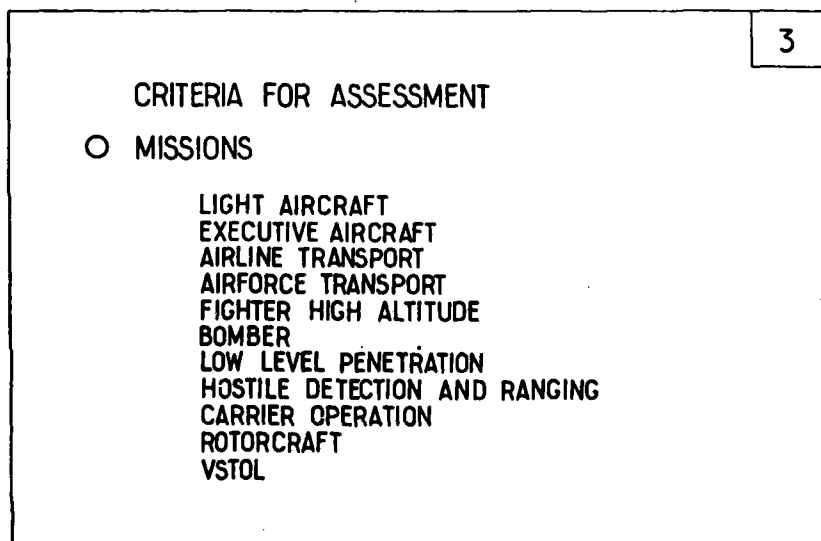 3
CRITERIA FOR ASSESSMENT
O MISSIONS
LIGHT AIRCRAFT
EXECUTIVE AIRCRAFT
AIRLINE TRANSPORT
AIRFORCE TRANSPORT
FIGHTER HIGH ALTITUDE
BOMBER
LOW LEVEL PENETRATION
HOSTILE DETECTION AND RANGING
CARRIER OPERATION
ROTORCRAFT
VSTOL